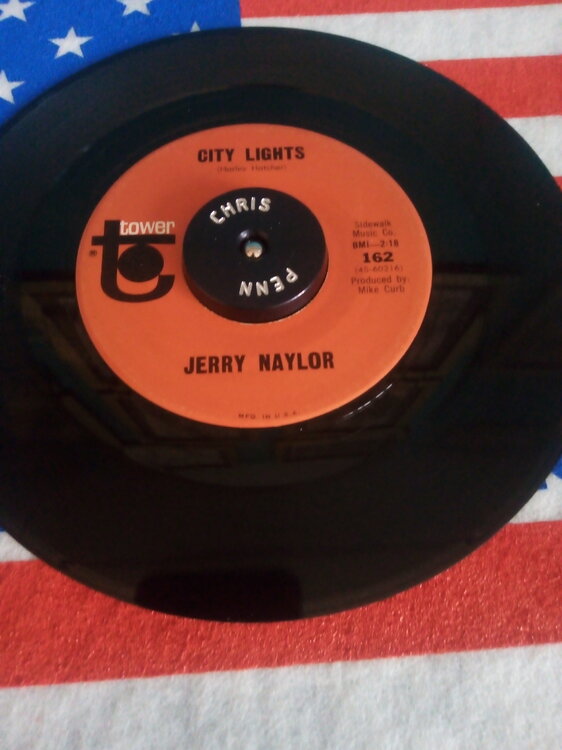 CITY LIGHTS
(Harley Hatcher)
CHRIS
PENN
tower
t
®
Sidewalk
Music Co.
BMI—2:18
162
(45-60216)
Produced by:
Mike Curb
JERRY NAYLOR
MFD. IN U.S.A.